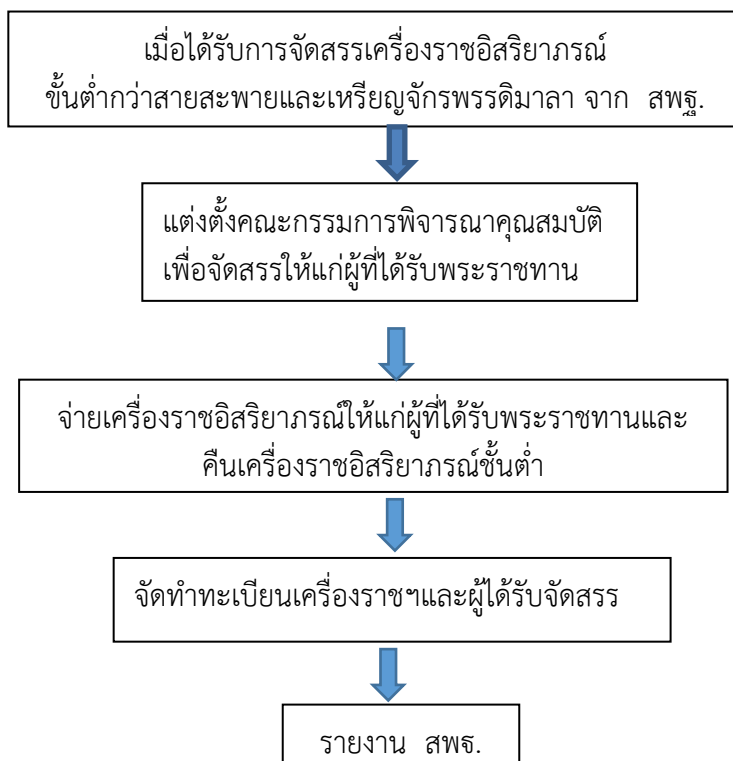 เมื่อได้รับการจัดสรรเครื่องราชอิสริยาภรณ์
ขั้นต่ำกว่าสายสะพายและเหรียญจักรพรรดิมาลา จาก สพฐ.
แต่งตั้งคณะกรรมการพิจารณาคุณสมบัติ
เพื่อจัดสรรให้แก่ผู้ที่ได้รับพระราชทาน
จ่ายเครื่องราชอิสริยาภรณ์ให้แก่ผู้ที่ได้รับพระราชทานและ
คืนเครื่องราชอิสริยาภรณ์ชั้นต่ำ
จัดทำทะเบียนเครื่องราชฯและผู้ได้รับจัดสรร
รายงาน สพฐ.